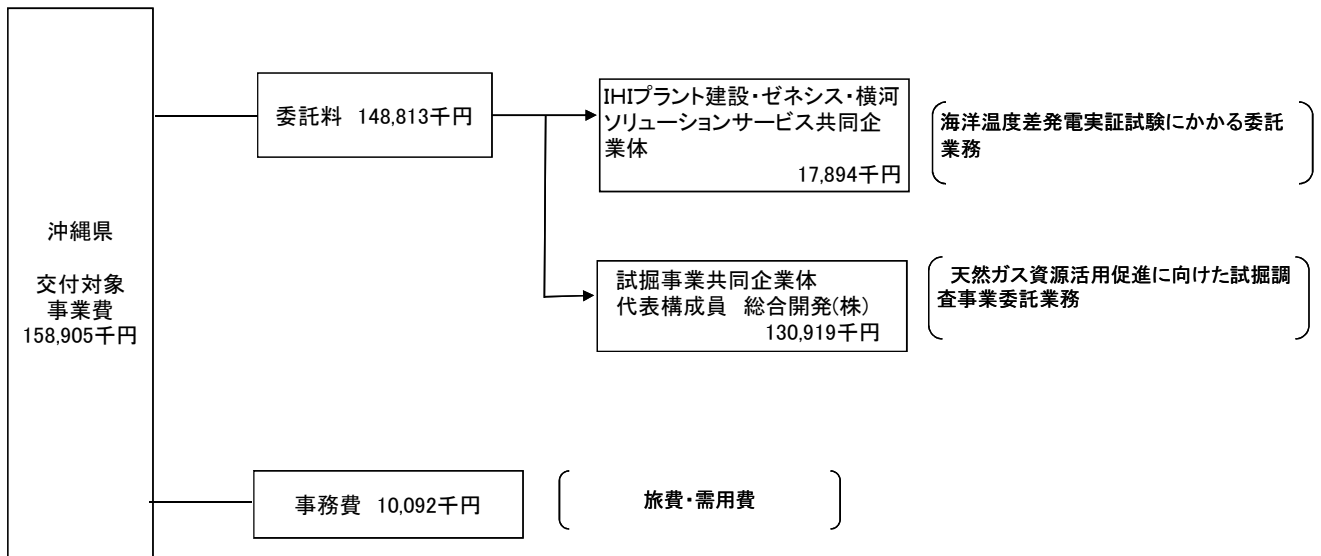 沖縄県
交付対象
事業費
158,905千円
委託料 148,813千円
IHIプラント建設・ゼネシス・横河
ソリューションサービス共同企
業体
17,894千円
海洋温度差発電実証試験にかかる委託
業務
試掘事業共同企業体
代表構成員 総合開発(株)
130,919千円
天然ガス資源活用促進に向けた試掘調
査事業委託業務
事務費 10,092千円
旅費・需用費